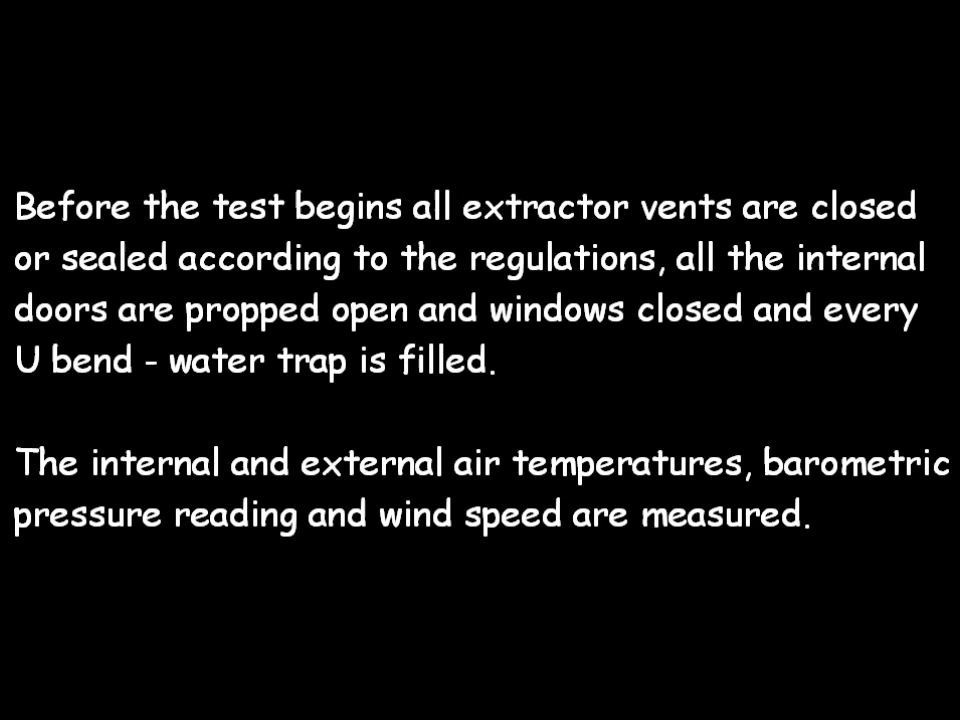 Before the test begins all extractor vents are closed
or sealed according to the regulations, all the internal
doors are propped open and windows closed and every
U bend - water trap is filled.
The internal and external air temperatures, barometric
pressure reading and wind speed are measured.